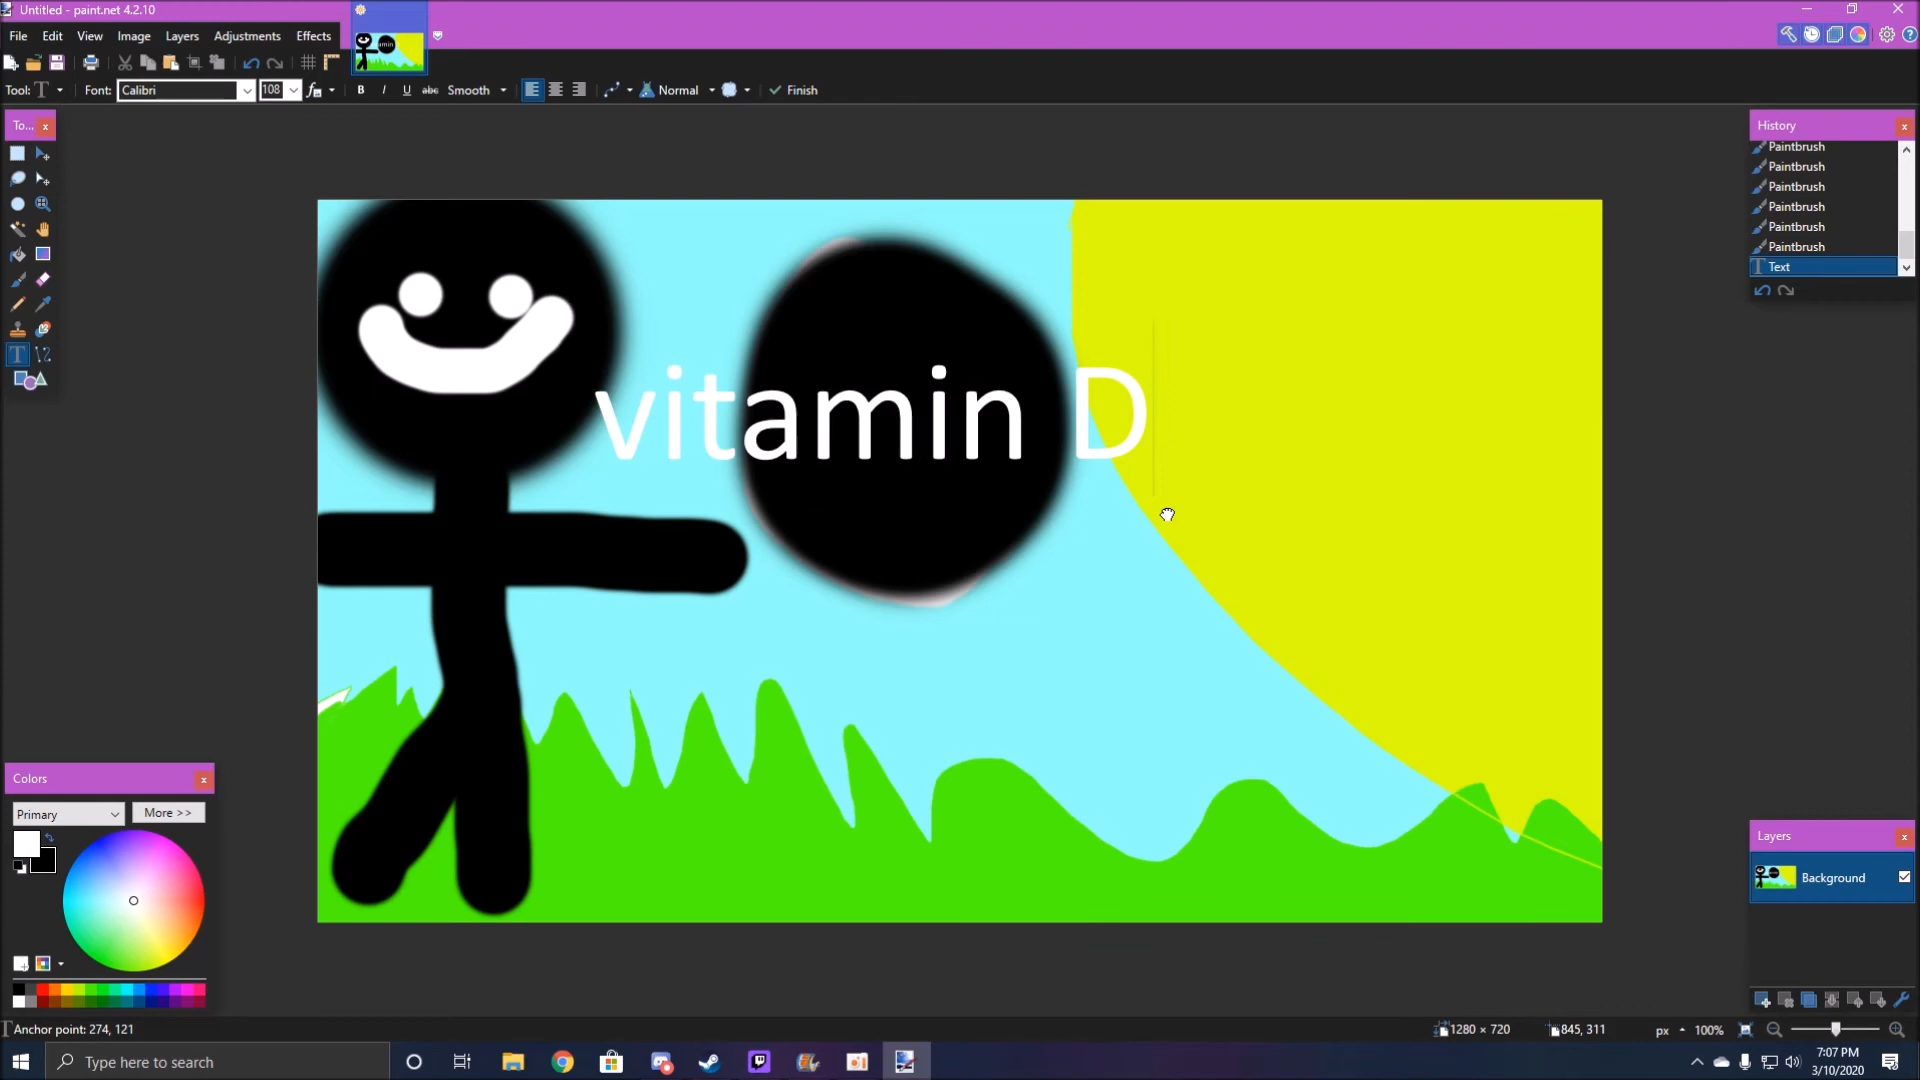 Untitled - paint.net 4.2.10
File Edit View Image Layers Adjustments Effects
Tool: T Font: Calibri 108 B I U abc Smooth Normal Finish
To...
History
Paintbrush
Paintbrush
Paintbrush
Paintbrush
Paintbrush
Paintbrush
Text
vitamin D
Colors
Primary More >>
Layers
Background
Anchor point: 274, 121 1280 × 720 845, 311 px 100%
Type here to search
7:07 PM
3/10/2020